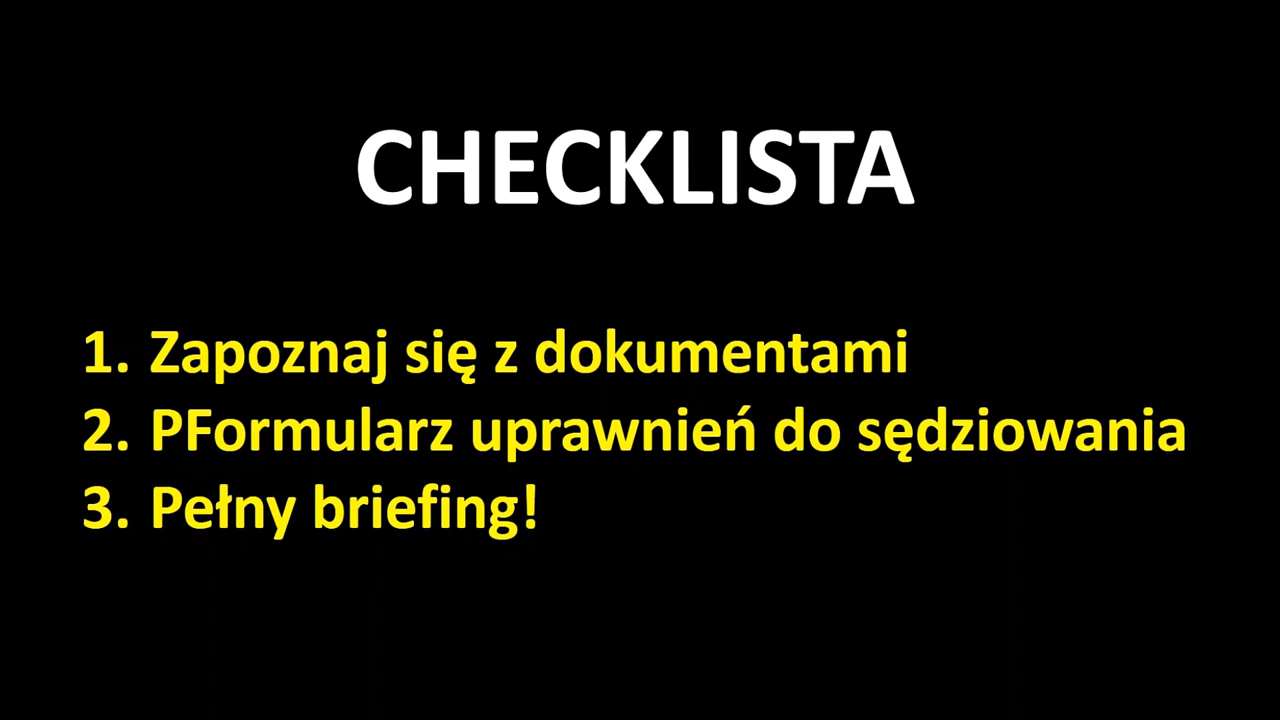 CHECKLISTA
1. Zapoznaj się z dokumentami
2. PFormularz uprawnień do sędziowania
3. Pełny briefing!